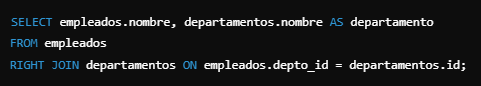 SELECT empleados.nombre, departamentos.nombre AS departamento
FROM empleados
RIGHT JOIN departamentos ON empleados.depto_id = departamentos.id;